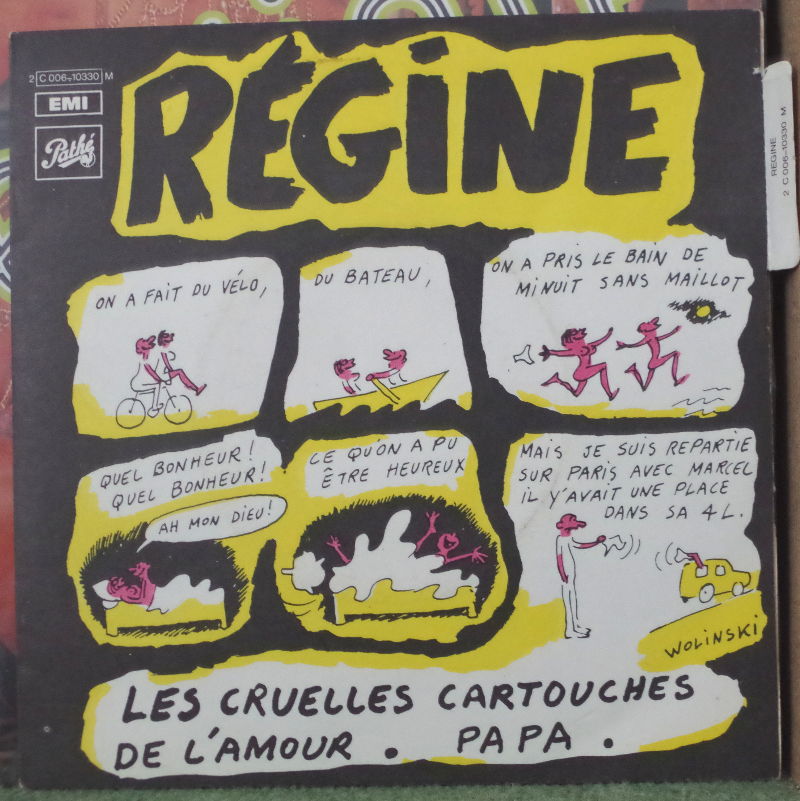 2 C 006-10330 M
EMI
Pathé
RÉGINE
REGINE
2 C 006-10330 M
ON A FAIT DU VÉLO,
DU BATEAU,
ON A PRIS LE BAIN DE
MINUIT SANS MAILLOT
QUEL BONHEUR!
QUEL BONHEUR!
AH MON DIEU!
CE QU'ON A PU
ÊTRE HEUREUX
MAIS JE SUIS REPARTIE
SUR PARIS AVEC MARCEL
IL Y'AVAIT UNE PLACE
DANS SA 4L.
WOLINSKI
LES CRUELLES CARTOUCHES
DE L'AMOUR . PAPA .